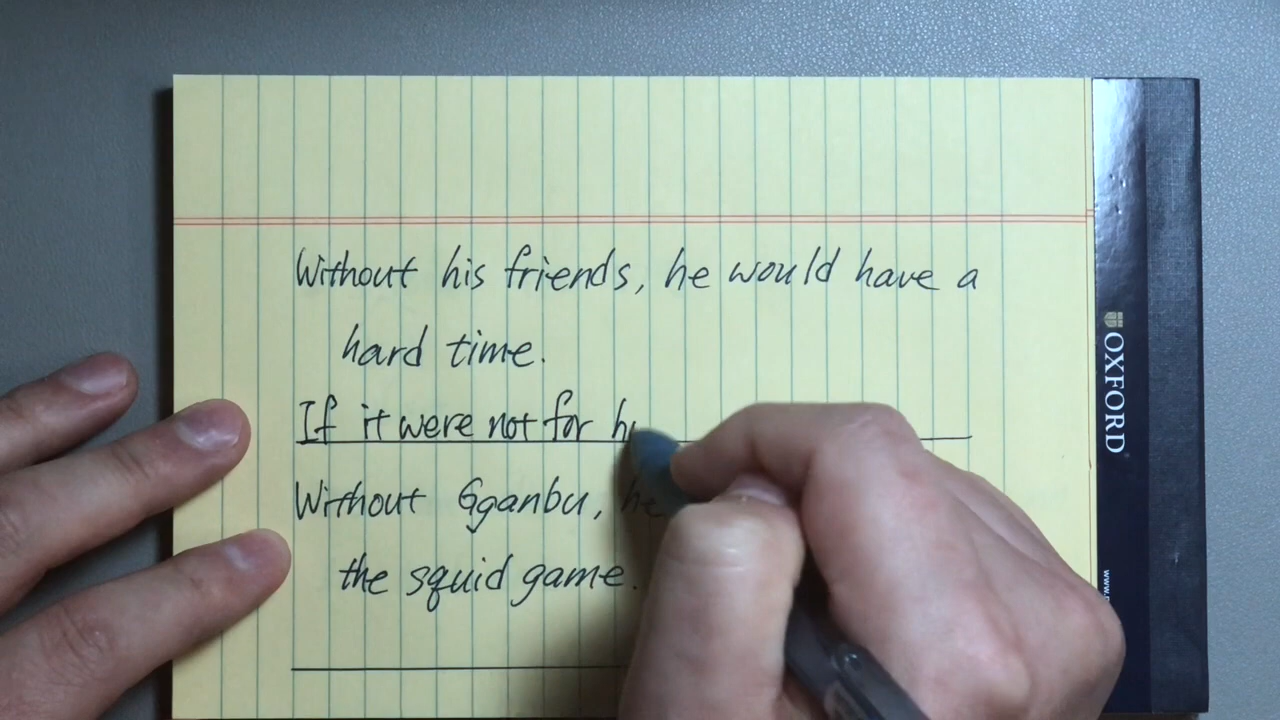 Without his friends, he would have a
hard time.
If it were not for
Without Gganbu, he
the squid game.
OXFORD